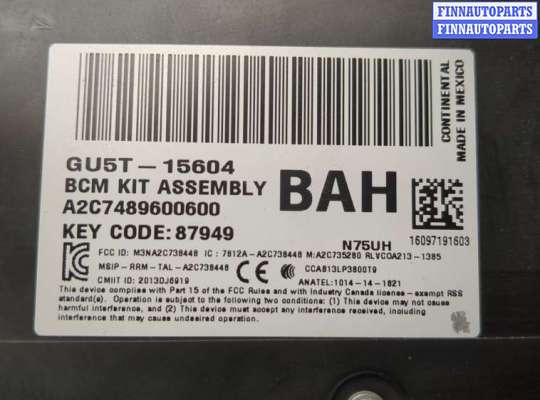 FINNAUTOPARTS
FINNAUTOPARTS
CONTINENTAL
MADE IN MEXICO
GU5T-15604
BCM KIT ASSEMBLY
A2C7489600600
KEY CODE:87949
BAH
N75UH
16097191603
FCC ID: M3NA2C738448 IC : 7812A-A2C738448 M:A2C735280 RLVCOA213-1385
MSIP-RRM-TAL-A2C738448
CCAB13LP3800T9
CMIIT ID: 2013DJ6919
ANATEL:1014-14-1821
This device complies with Part 15 of the FCC Rules and with Industry Canada license - exempt RSS
standard(s). Operation is subject to the following two conditions: (1) This device may not cause
harmful interference, and (2) This device must accept any interference received, including
interference that may cause undesired operation.